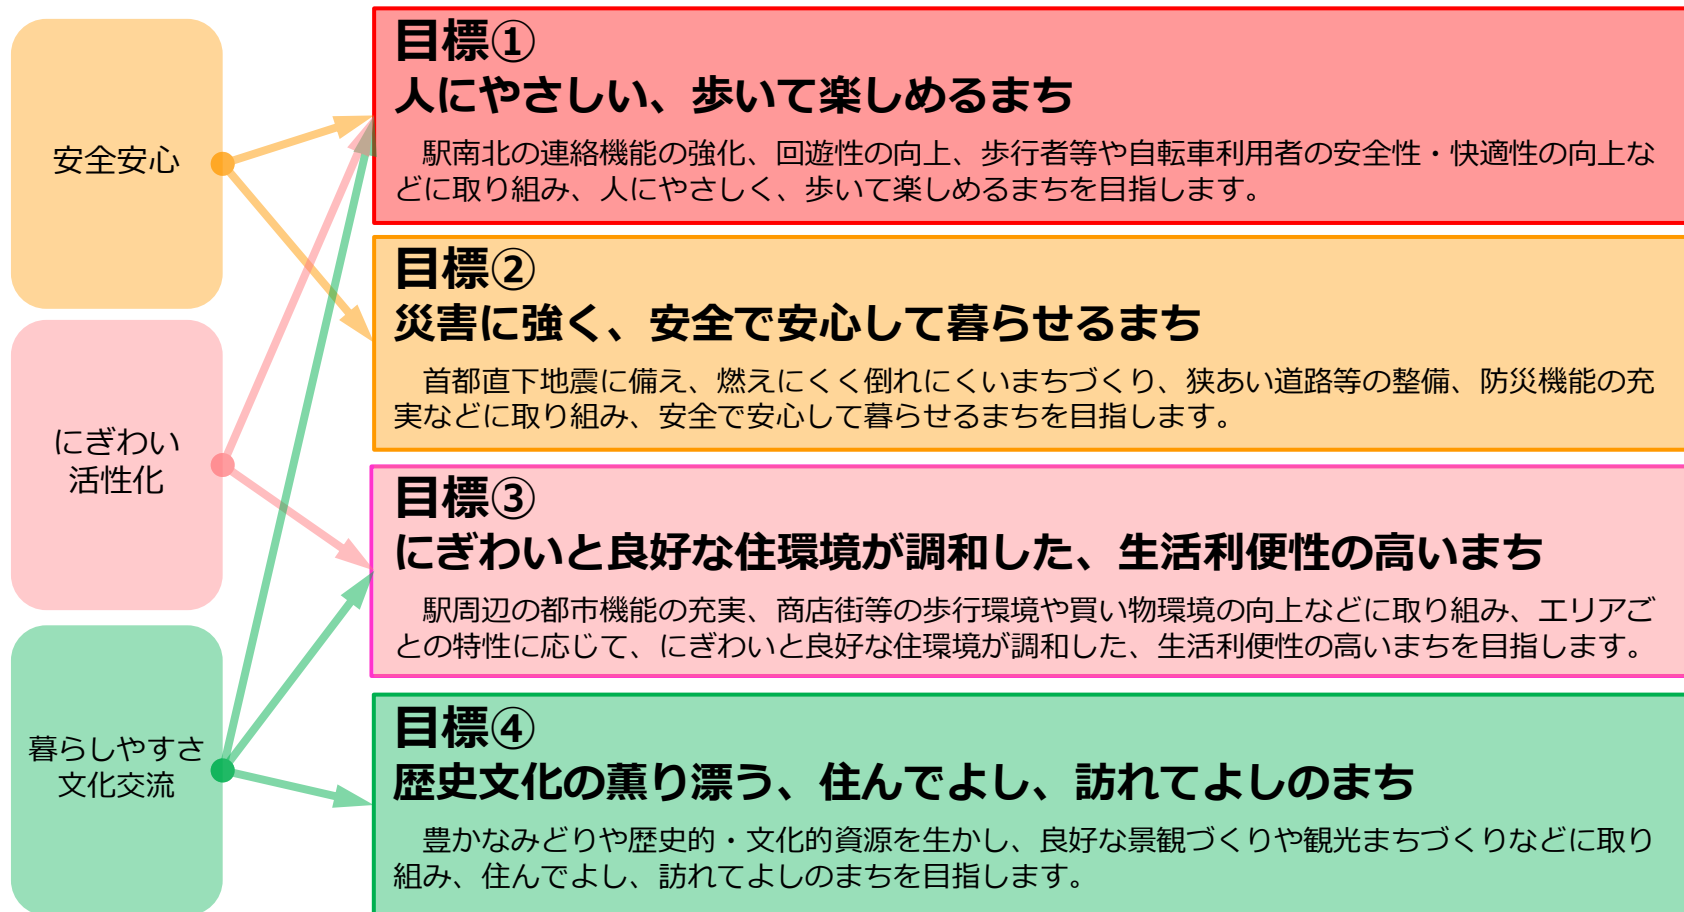 安全安心
にぎわい
活性化
暮らしやすさ
文化交流
目標①
人にやさしい、歩いて楽しめるまち
駅南北の連絡機能の強化、回遊性の向上、歩行者等や自転車利用者の安全性・快適性の向上な
どに取り組み、人にやさしく、歩いて楽しめるまちを目指します。
目標②
災害に強く、安全で安心して暮らせるまち
首都直下地震に備え、燃えにくく倒れにくいまちづくり、狭あい道路等の整備、防災機能の充
実などに取り組み、安全で安心して暮らせるまちを目指します。
目標③
にぎわいと良好な住環境が調和した、生活利便性の高いまち
駅周辺の都市機能の充実、商店街等の歩行環境や買い物環境の向上などに取り組み、エリアご
との特性に応じて、にぎわいと良好な住環境が調和した、生活利便性の高いまちを目指します。
目標④
歴史文化の薫り漂う、住んでよし、訪れてよしのまち
豊かなみどりや歴史的・文化的資源を生かし、良好な景観づくりや観光まちづくりなどに取り
組み、住んでよし、訪れてよしのまちを目指します。